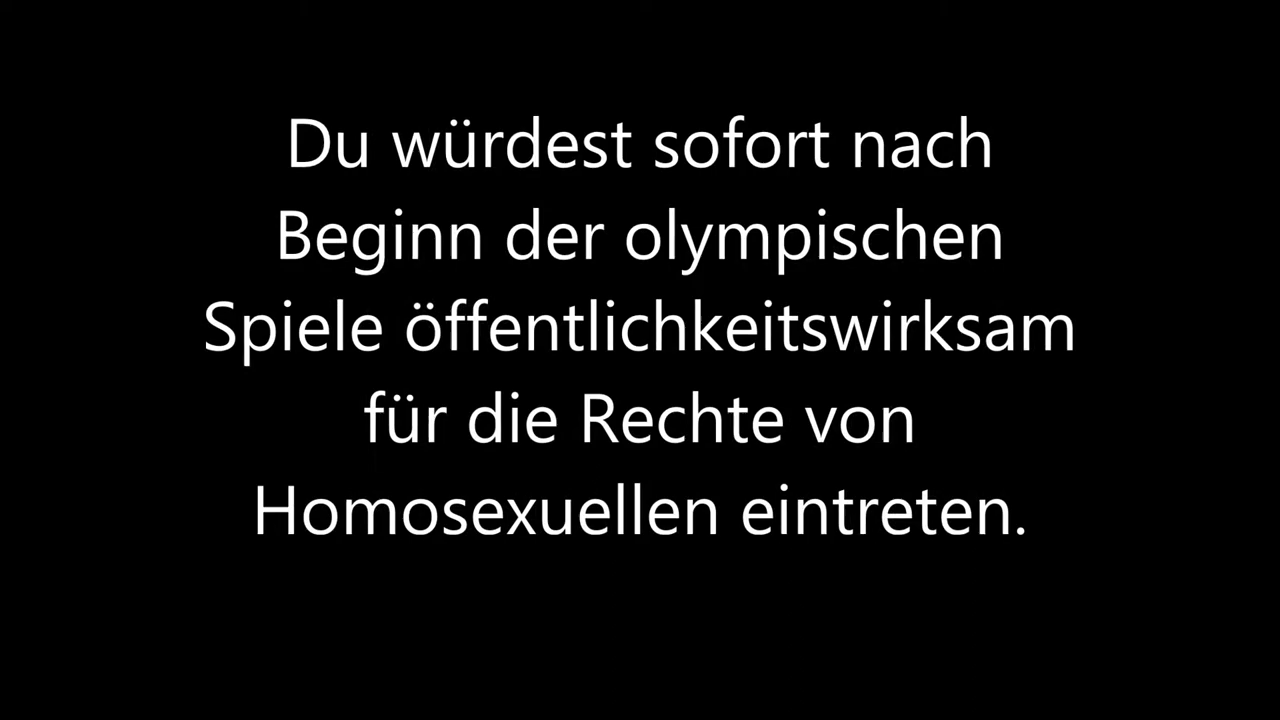 Du würdest sofort nach
Beginn der olympischen
Spiele öffentlichkeitswirksam
für die Rechte von
Homosexuellen eintreten.